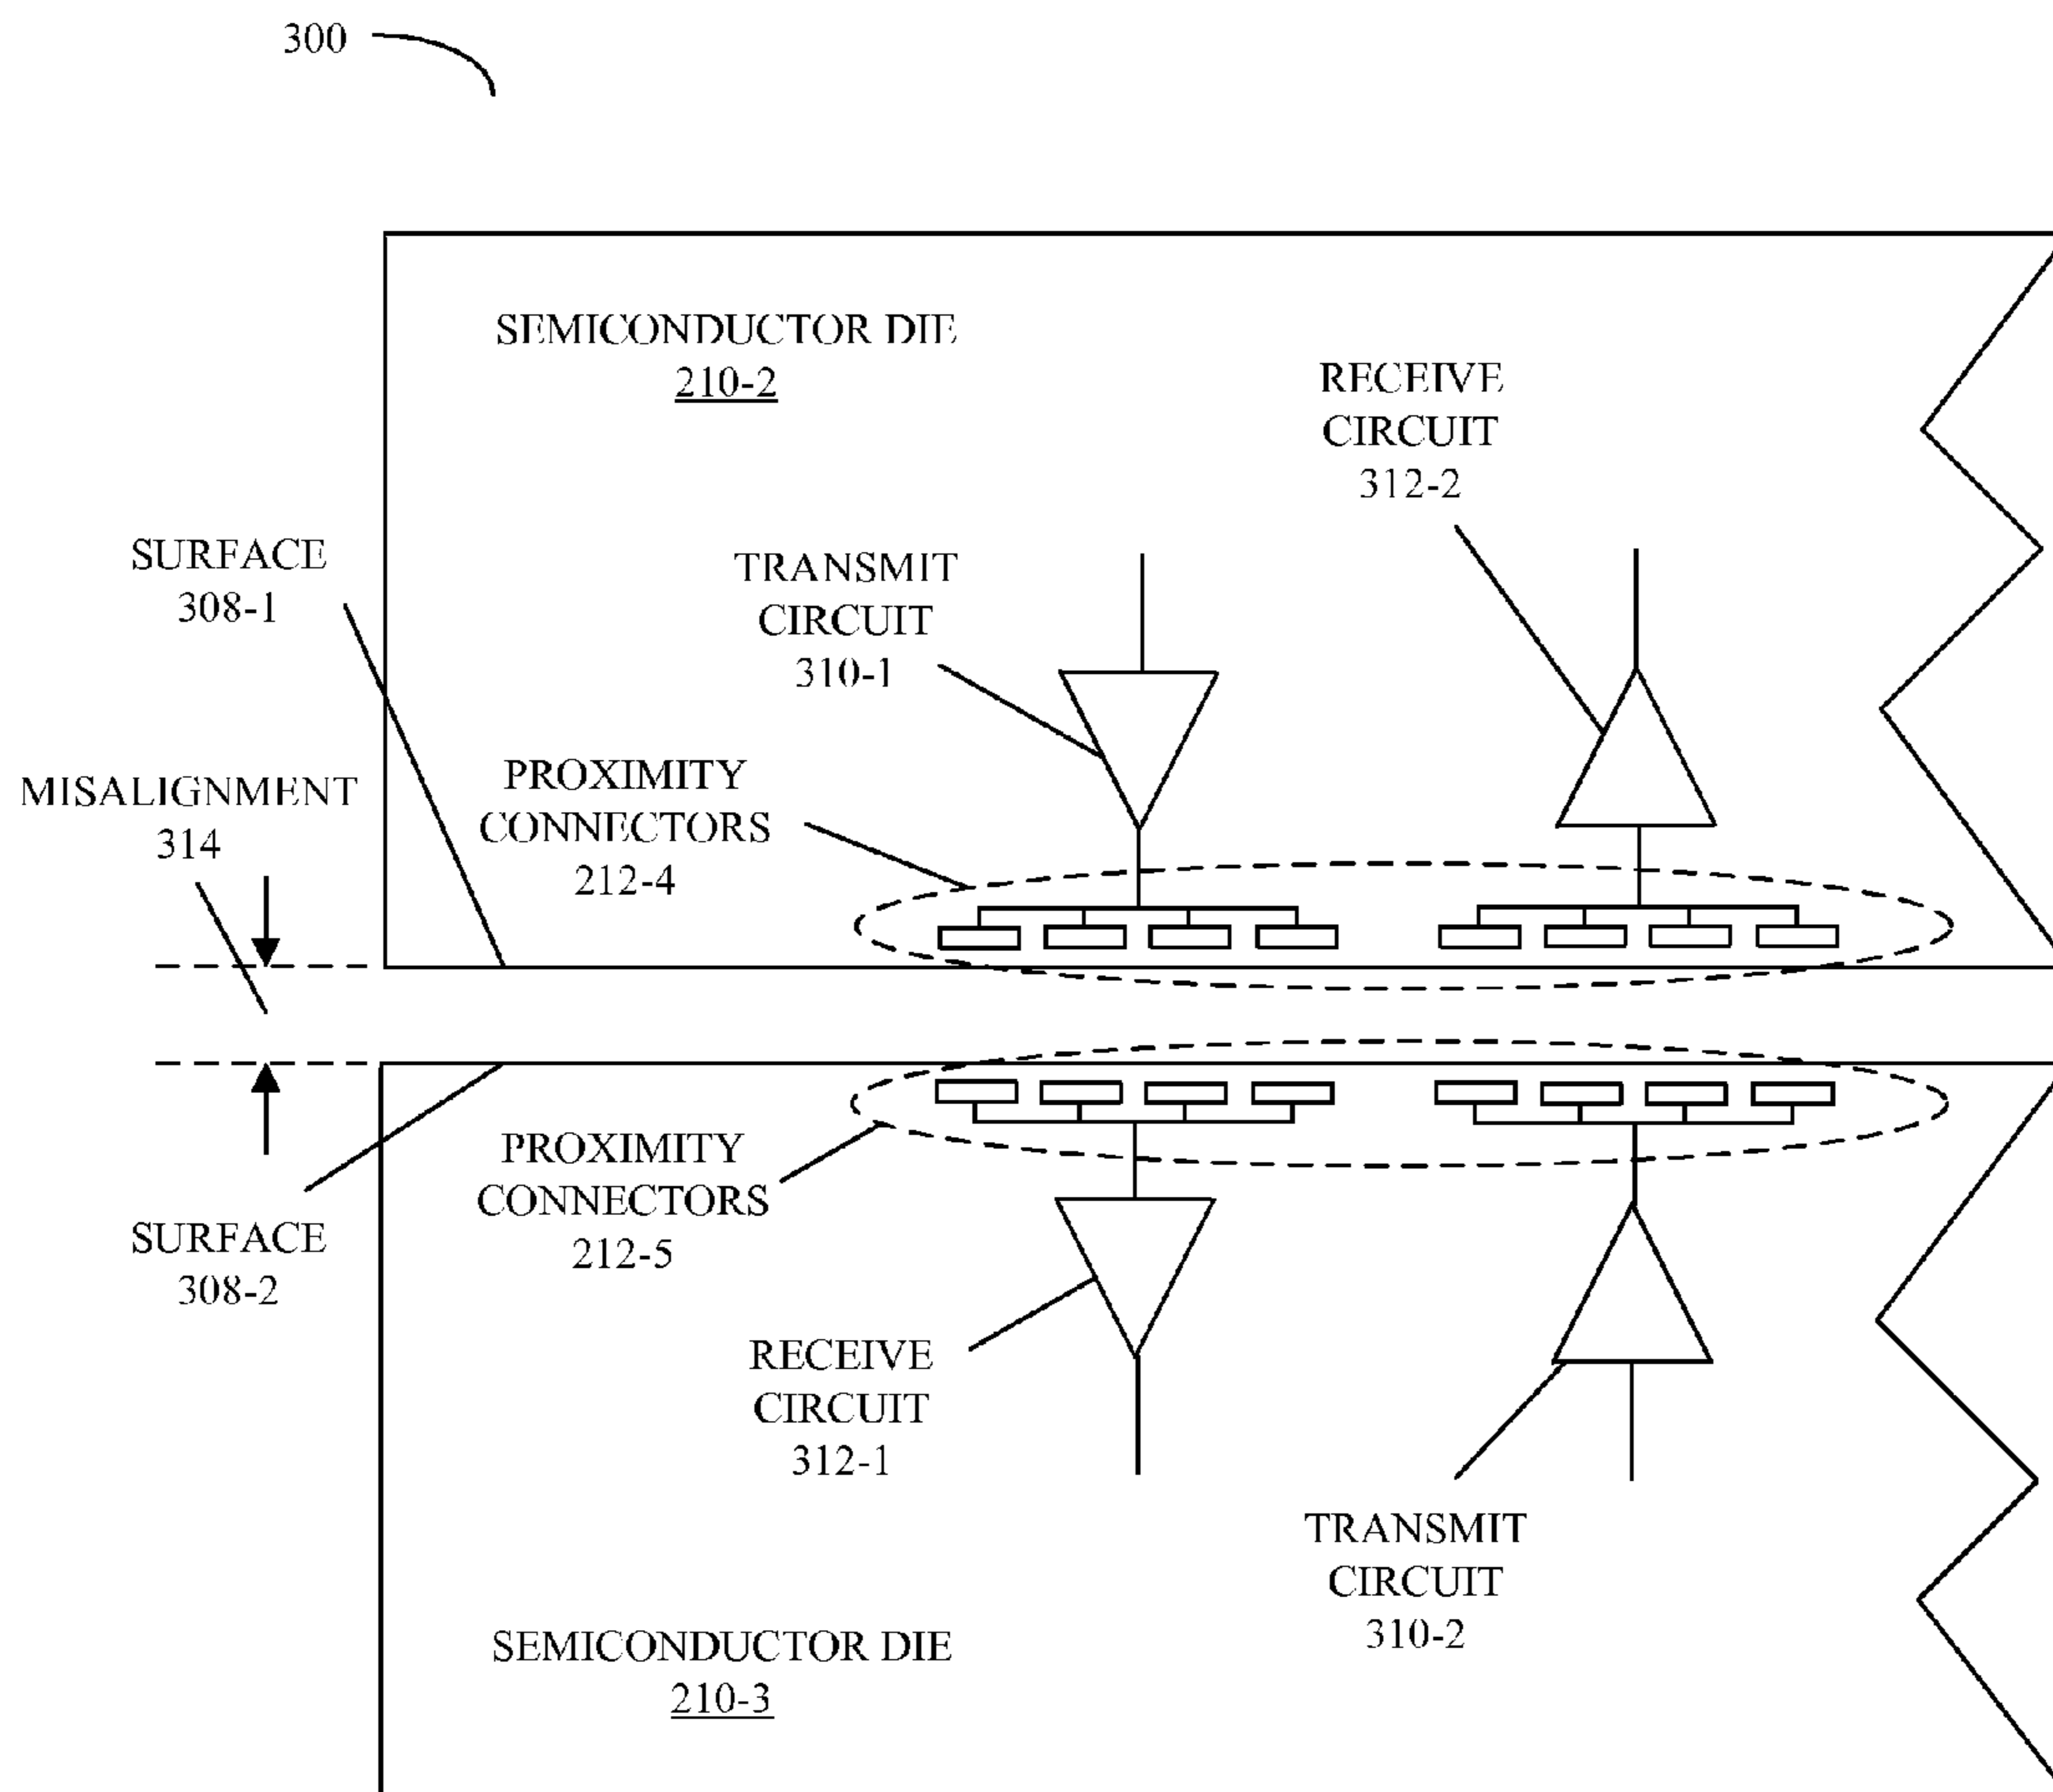 300
SEMICONDUCTOR DIE
210-2
RECEIVE
CIRCUIT
312-2
SURFACE
308-1
TRANSMIT
CIRCUIT
310-1
MISALIGNMENT
314
PROXIMITY
CONNECTORS
212-4
PROXIMITY
CONNECTORS
212-5
SURFACE
308-2
RECEIVE
CIRCUIT
312-1
TRANSMIT
CIRCUIT
310-2
SEMICONDUCTOR DIE
210-3